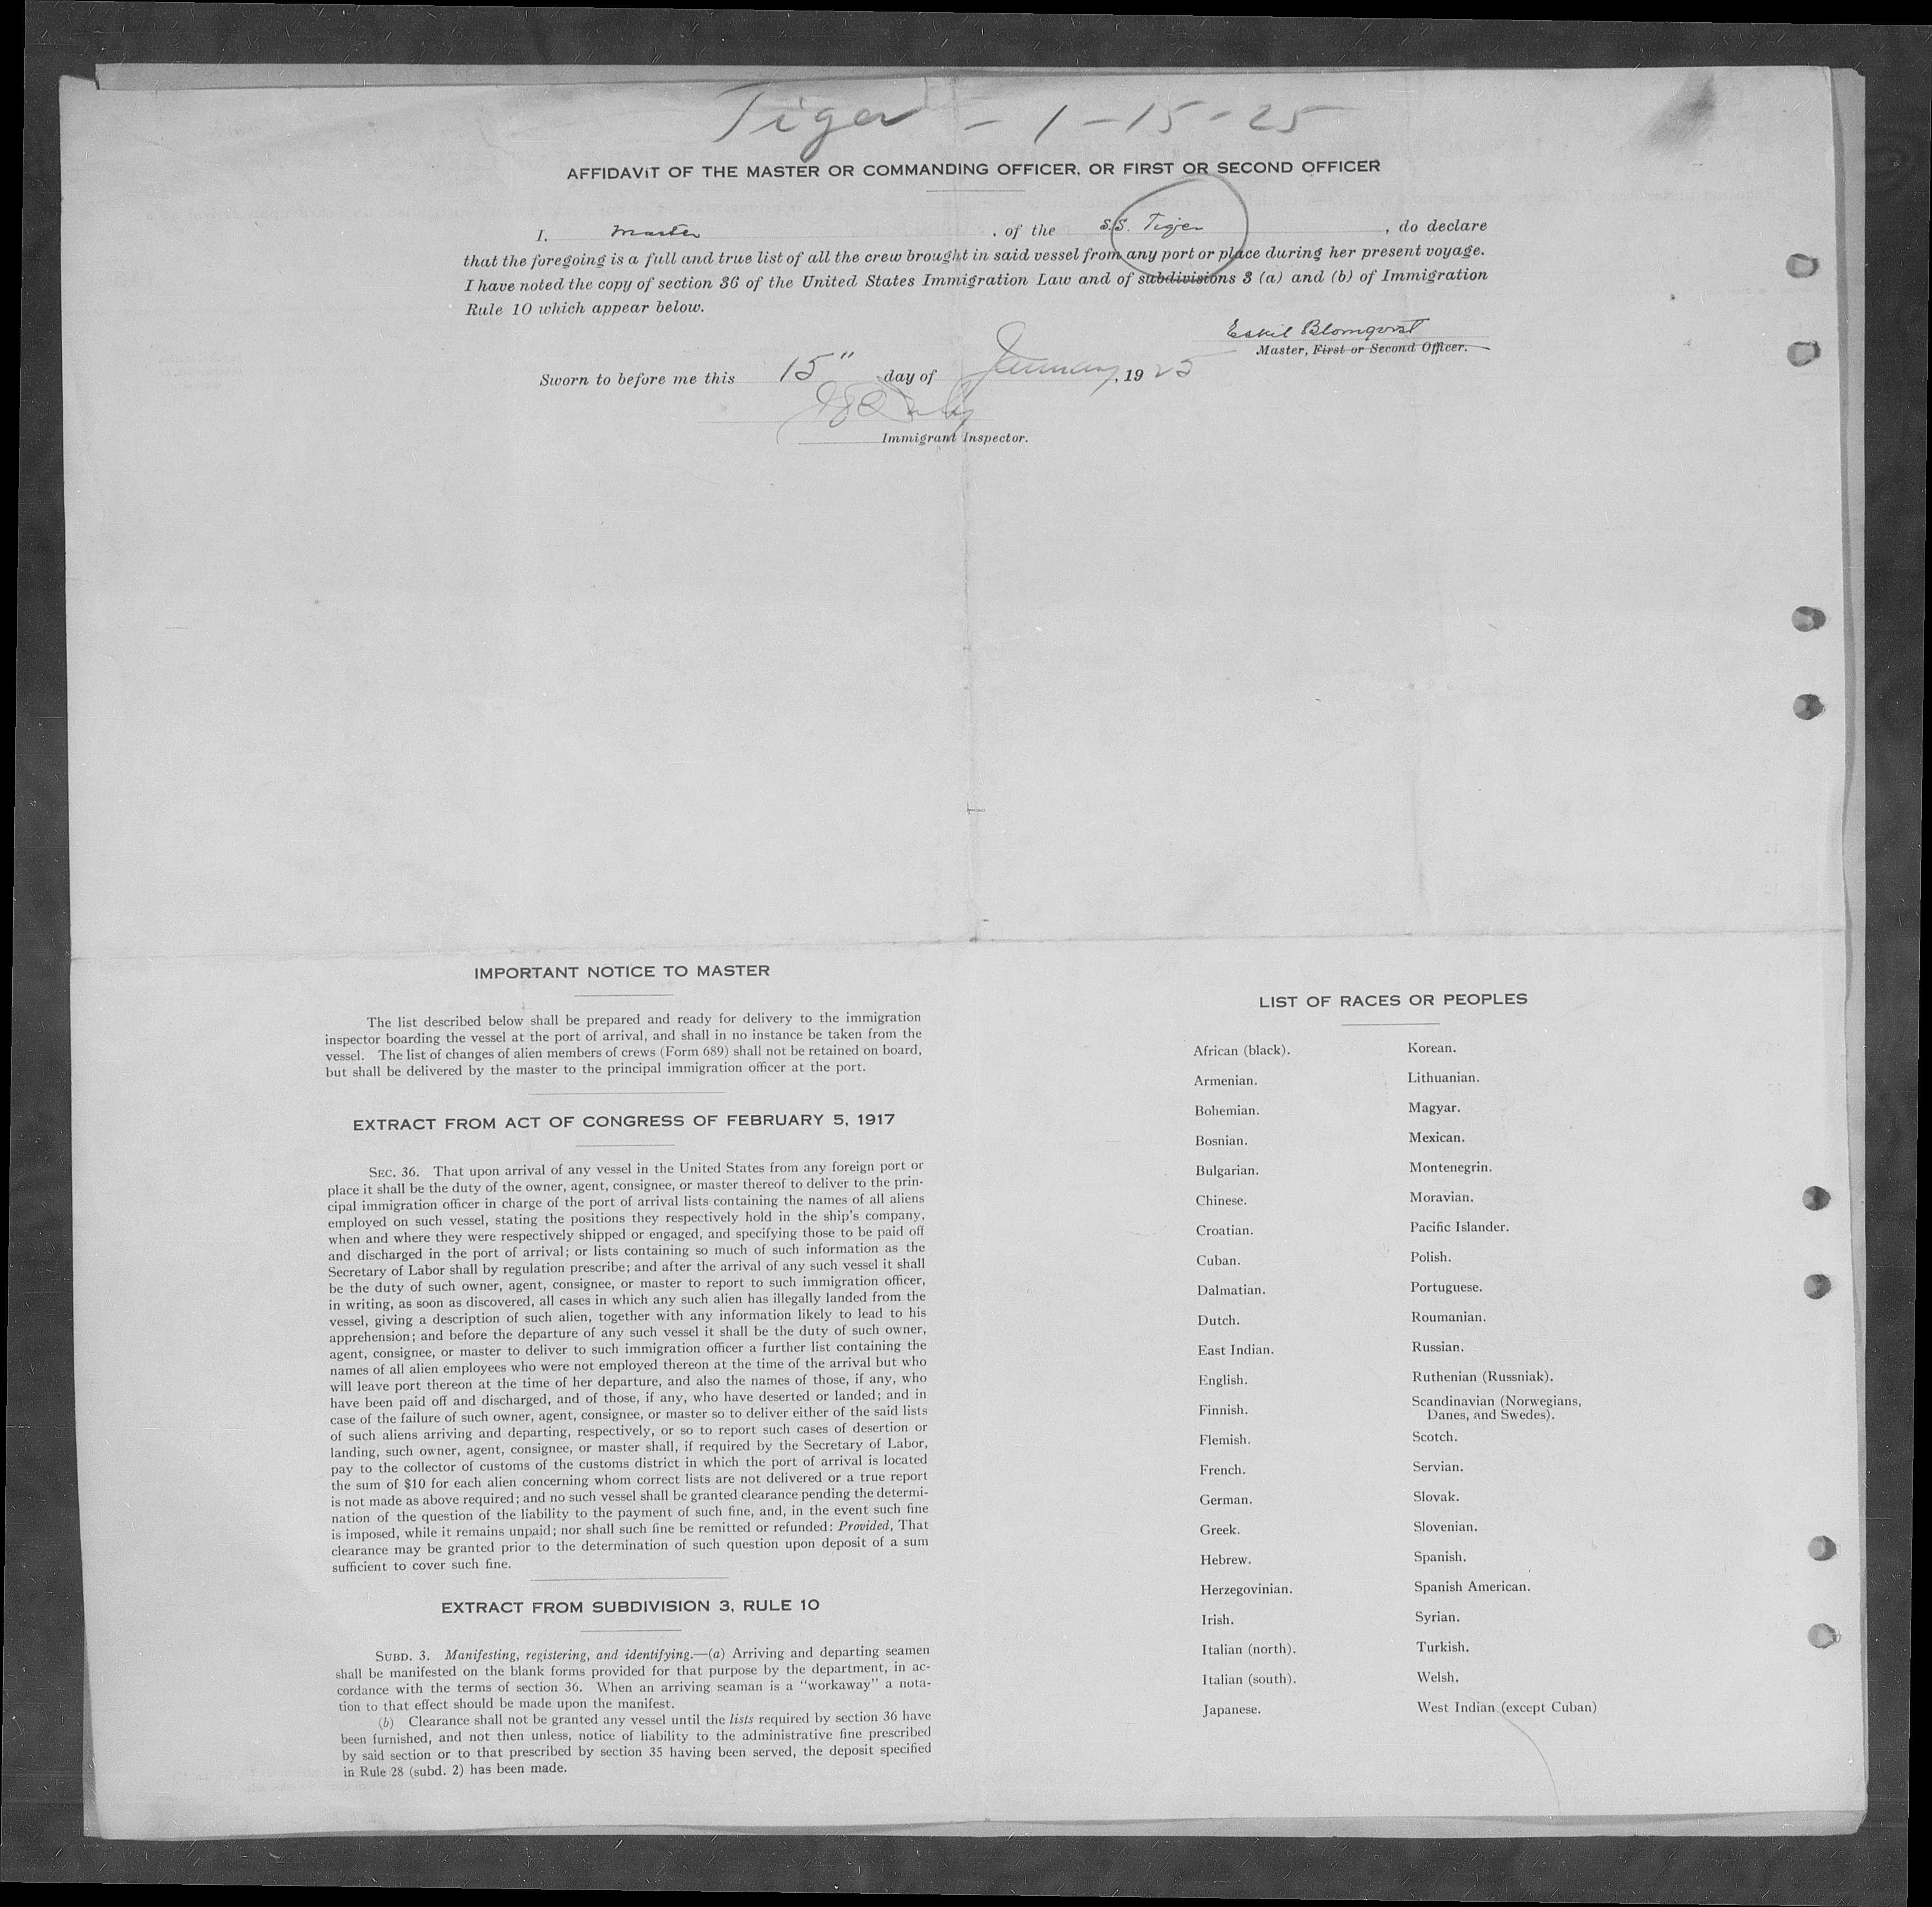 Tiger - 1-15-25
AFFIDAVIT OF THE MASTER OR COMMANDING OFFICER, OR FIRST OR SECOND OFFICER
I, Master, of the S.S. Tiger, do declare
that the foregoing is a full and true list of all the crew brought in said vessel from any port or place during her present voyage.
I have noted the copy of section 36 of the United States Immigration Law and of subdivisions 3 (a) and (b) of Immigration
Rule 10 which appear below.
Eskil Blomqvist
Master, First or Second Officer.
Sworn to before me this 15" day of January, 1925
Immigrant Inspector.
IMPORTANT NOTICE TO MASTER
The list described below shall be prepared and ready for delivery to the immigration
inspector boarding the vessel at the port of arrival, and shall in no instance be taken from the
vessel. The list of changes of alien members of crews (Form 689) shall not be retained on board,
but shall be delivered by the master to the principal immigration officer at the port.
EXTRACT FROM ACT OF CONGRESS OF FEBRUARY 5, 1917
SEC. 36. That upon arrival of any vessel in the United States from any foreign port or
place it shall be the duty of the owner, agent, consignee, or master thereof to deliver to the prin-
cipal immigration officer in charge of the port of arrival lists containing the names of all aliens
employed on such vessel, stating the positions they respectively hold in the ship's company,
when and where they were respectively shipped or engaged, and specifying those to be paid off
and discharged in the port of arrival; or lists containing so much of such information as the
Secretary of Labor shall by regulation prescribe; and after the arrival of any such vessel it shall
be the duty of such owner, agent, consignee, or master to report to such immigration officer,
in writing, as soon as discovered, all cases in which any such alien has illegally landed from the
vessel, giving a description of such alien, together with any information likely to lead to his
apprehension; and before the departure of any such vessel it shall be the duty of such owner,
agent, consignee, or master to deliver to such immigration officer a further list containing the
names of all alien employees who were not employed thereon at the time of the arrival but who
will leave port thereon at the time of her departure, and also the names of those, if any, who
have been paid off and discharged, and of those, if any, who have deserted or landed; and in
case of the failure of such owner, agent, consignee, or master so to deliver either of the said lists
of such aliens arriving and departing, respectively, or so to report such cases of desertion or
landing, such owner, agent, consignee, or master shall, if required by the Secretary of Labor,
pay to the collector of customs of the customs district in which the port of arrival is located
the sum of $10 for each alien concerning whom correct lists are not delivered or a true report
is not made as above required; and no such vessel shall be granted clearance pending the determi-
nation of the question of the liability to the payment of such fine, and, in the event such fine
is imposed, while it remains unpaid; nor shall such fine be remitted or refunded: Provided, That
clearance may be granted prior to the determination of such question upon deposit of a sum
sufficient to cover such fine.
EXTRACT FROM SUBDIVISION 3, RULE 10
SUBD. 3. Manifesting, registering, and identifying.—(a) Arriving and departing seamen
shall be manifested on the blank forms provided for that purpose by the department, in ac-
cordance with the terms of section 36. When an arriving seaman is a "workaway" a nota-
tion to that effect should be made upon the manifest.
(b) Clearance shall not be granted any vessel until the lists required by section 36 have
been furnished, and not then unless, notice of liability to the administrative fine prescribed
by said section or to that prescribed by section 35 having been served, the deposit specified
in Rule 28 (subd. 2) has been made.
LIST OF RACES OR PEOPLES
African (black).
Armenian.
Bohemian.
Bosnian.
Bulgarian.
Chinese.
Croatian.
Cuban.
Dalmatian.
Dutch.
East Indian.
English.
Finnish.
Flemish.
French.
German.
Greek.
Hebrew.
Herzegovinian.
Irish.
Italian (north).
Italian (south).
Japanese.
Korean.
Lithuanian.
Magyar.
Mexican.
Montenegrin.
Moravian.
Pacific Islander.
Polish.
Portuguese.
Roumanian.
Russian.
Ruthenian (Russniak).
Scandinavian (Norwegians,
Danes, and Swedes).
Scotch.
Servian.
Slovak.
Slovenian.
Spanish.
Spanish American.
Syrian.
Turkish.
Welsh.
West Indian (except Cuban)